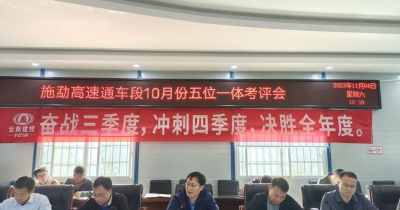 施勐高速通车段10月份五位一体考评会
2023年11月04日
星期六
10:33
云南建投
YCIH
奋战三季度，冲刺四季度，决胜全年度。